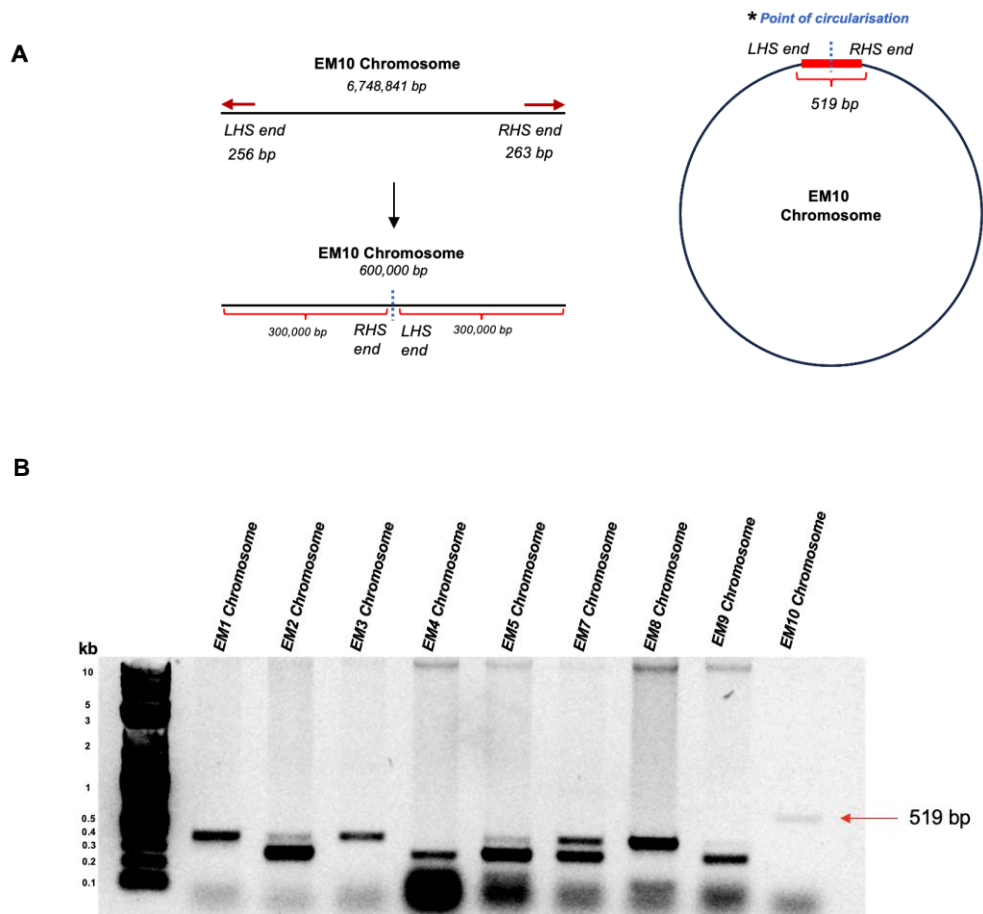 A
EM10 Chromosome
6,748,841 bp
LHS end
256 bp
RHS end
263 bp
EM10 Chromosome
600,000 bp
300,000 bp
RHS
end
LHS
end
300,000 bp
* Point of circularisation
LHS end
RHS end
519 bp
EM10
Chromosome
B
EM1 Chromosome
EM2 Chromosome
EM3 Chromosome
EM4 Chromosome
EM5 Chromosome
EM7 Chromosome
EM8 Chromosome
EM9 Chromosome
EM10 Chromosome
kb
10
5
3
2
1
0.5
0.4
0.3
0.2
0.1
519 bp